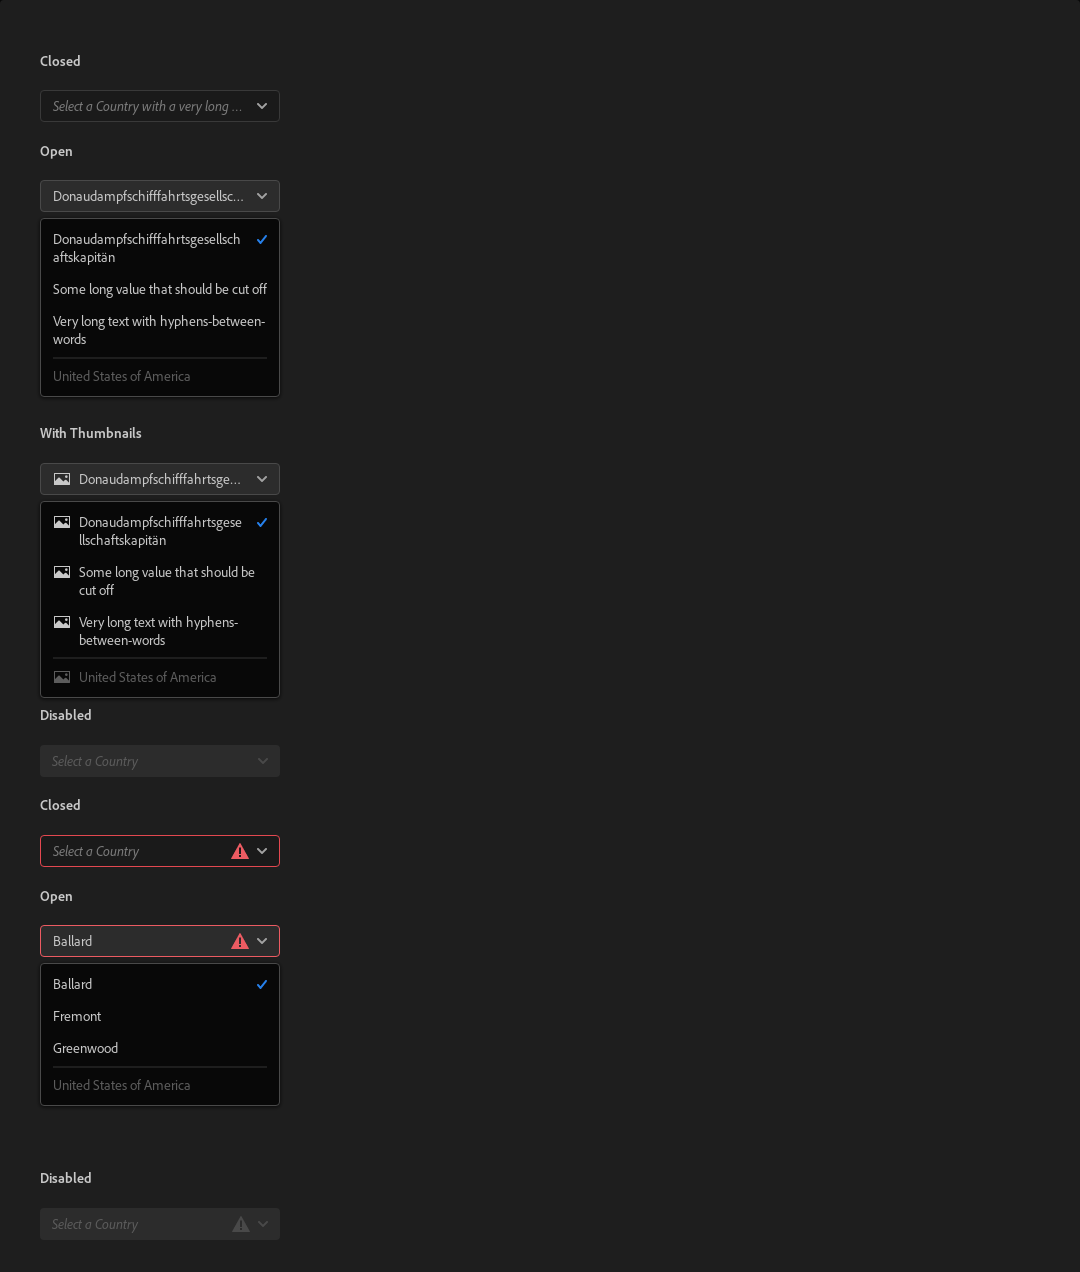 Closed
Select a Country with a very long …
Open
Donaudampfschifffahrtsgesellsc…
Donaudampfschifffahrtsgesellsch
aftskapitän
Some long value that should be cut off
Very long text with hyphens-between-
words
United States of America
With Thumbnails
Donaudampfschifffahrtsge…
Donaudampfschifffahrtsgese
llschaftskapitän
Some long value that should be
cut off
Very long text with hyphens-
between-words
United States of America
Disabled
Select a Country
Closed
Select a Country
Open
Ballard
Ballard
Fremont
Greenwood
United States of America
Disabled
Select a Country